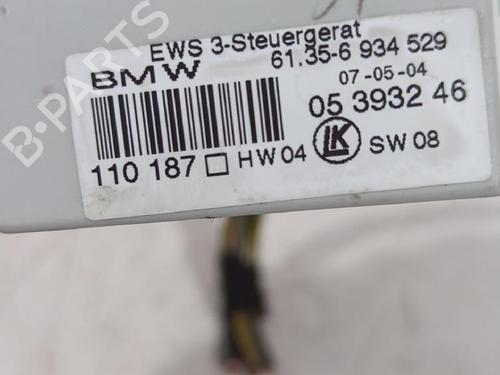 EWS 3-Steuergerat
BMW 61.35-6 934 529
07-05-04
05 3932 46
110 187 HW 04 LK SW 08
B-Parts